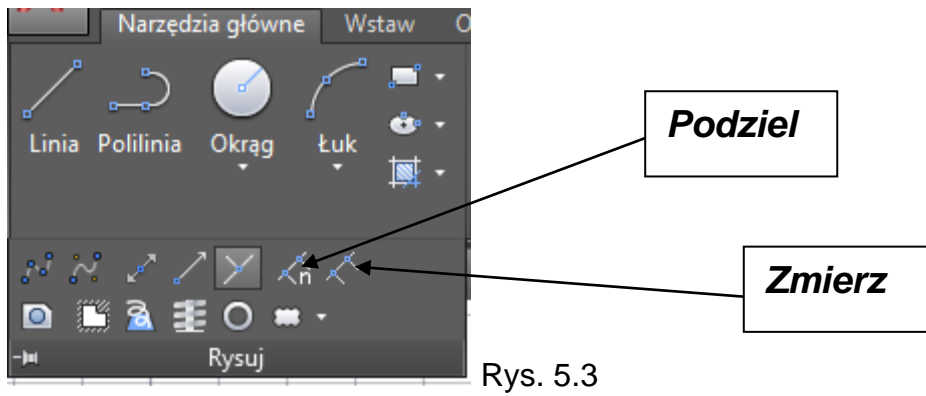 Narzędzia główne Wstaw O
Linia Polilinia Okrąg Łuk
Podziel
n
Zmierz
Rysuj
Rys. 5.3